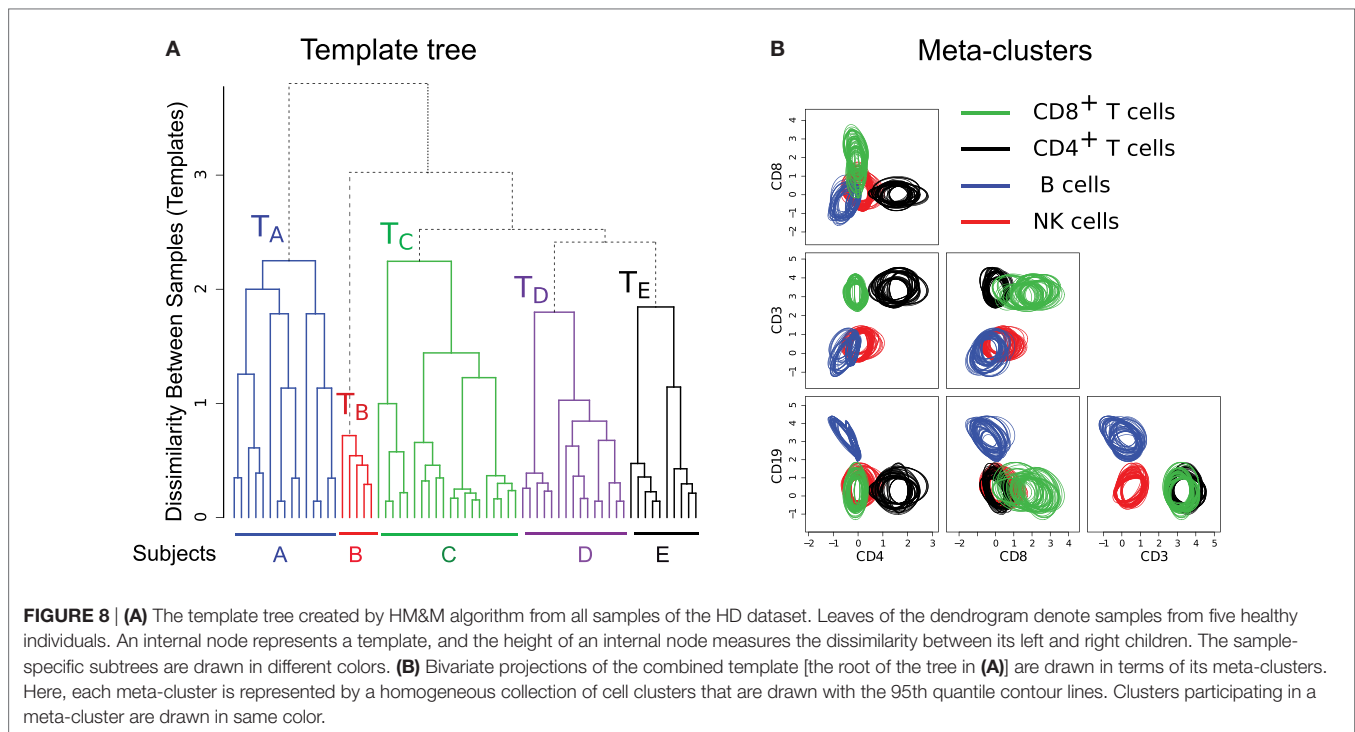 A
Template tree
Dissimilarity Between Samples (Templates)
3
2
1
0
TA
TB
TC
TD
TE
Subjects
A
B
C
D
E
B
Meta-clusters
CD8+ T cells
CD4+ T cells
B cells
NK cells
CD8
4
3
2
1
0
−1
−2
CD3
5
4
3
2
1
0
−1
CD19
5
4
3
2
1
0
−1
−2 −1 0 1 2 3
CD4
−2 −1 0 1 2 3 4
CD8
−1 0 1 2 3 4 5
CD3
FIGURE 8 | (A) The template tree created by HM&M algorithm from all samples of the HD dataset. Leaves of the dendrogram denote samples from five healthy
individuals. An internal node represents a template, and the height of an internal node measures the dissimilarity between its left and right children. The sample-
specific subtrees are drawn in different colors. (B) Bivariate projections of the combined template [the root of the tree in (A)] are drawn in terms of its meta-clusters.
Here, each meta-cluster is represented by a homogeneous collection of cell clusters that are drawn with the 95th quantile contour lines. Clusters participating in a
meta-cluster are drawn in same color.